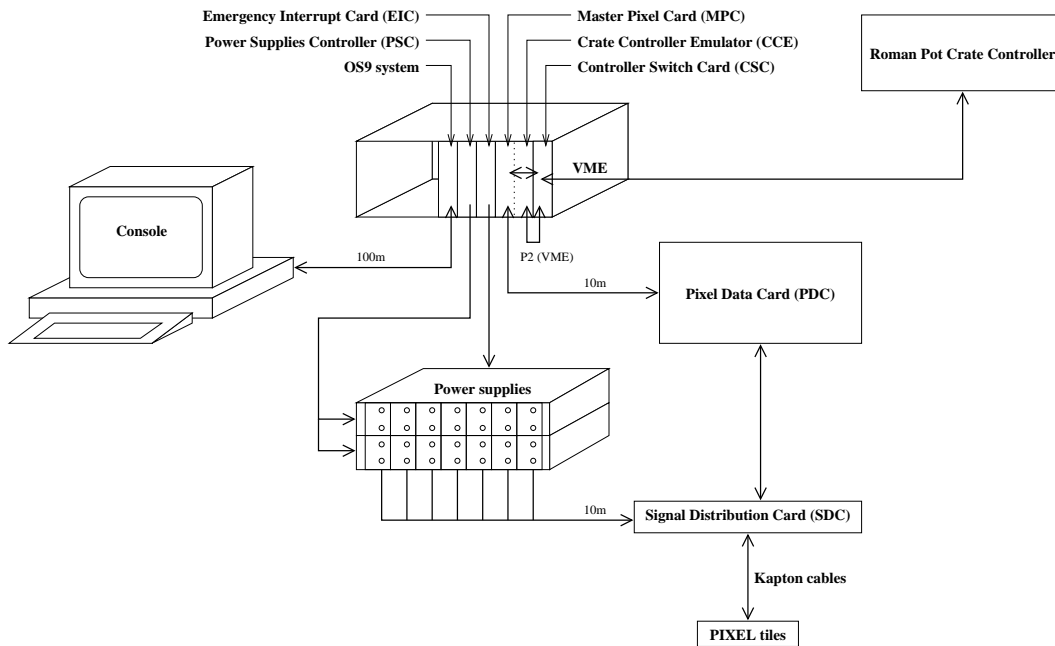 Emergency Interrupt Card (EIC)
Power Supplies Controller (PSC)
OS9 system
Master Pixel Card (MPC)
Crate Controller Emulator (CCE)
Controller Switch Card (CSC)
Roman Pot Crate Controller
VME
Console
100m
P2 (VME)
10m
Pixel Data Card (PDC)
Power supplies
10m
Signal Distribution Card (SDC)
Kapton cables
PIXEL tiles